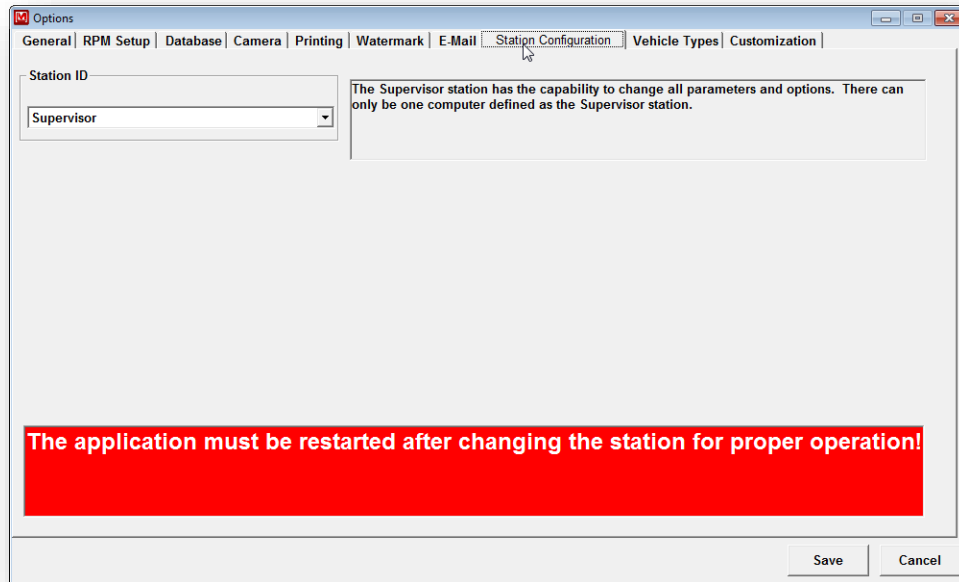 Options
General RPM Setup Database Camera Printing Watermark E-Mail Station Configuration Vehicle Types Customization
Station ID
Supervisor
The Supervisor station has the capability to change all parameters and options. There can
only be one computer defined as the Supervisor station.
The application must be restarted after changing the station for proper operation!
Save Cancel